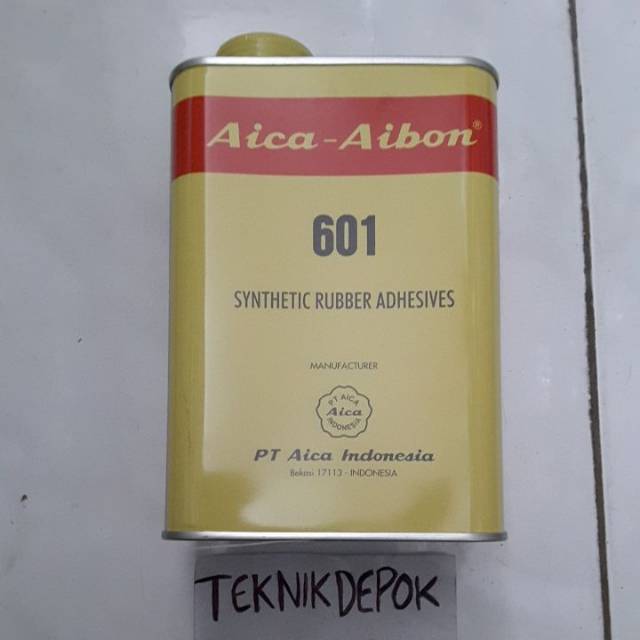 Aica-Aibon®
601
SYNTHETIC RUBBER ADHESIVES
MANUFACTURER
PT AICA
Aica
INDONESIA
PT Aica Indonesia
Bekasi 17113 - INDONESIA
TEKNIKDEPOK